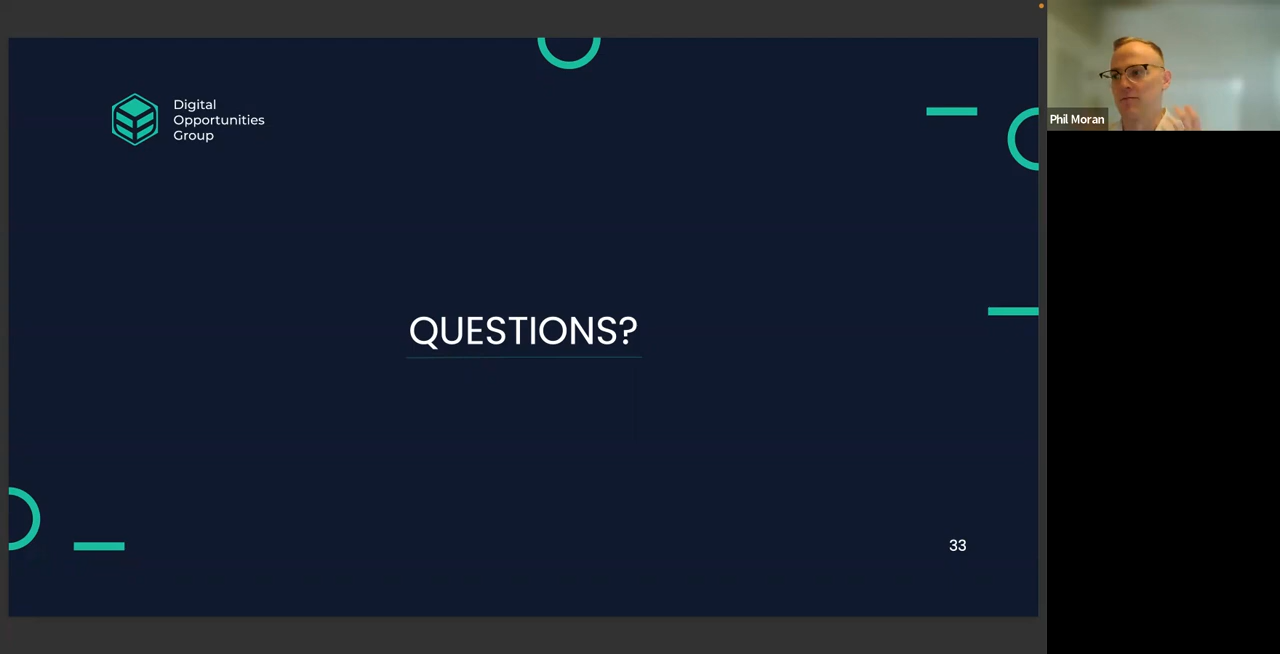 Digital
Opportunities
Group
Phil Moran
QUESTIONS?
33